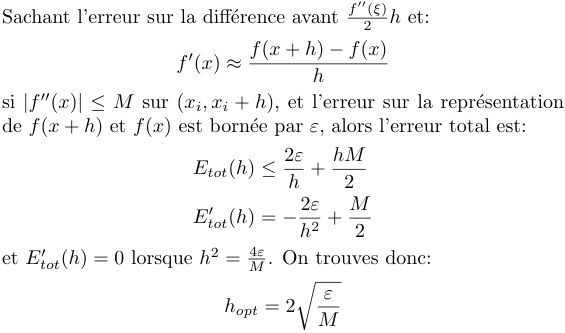 Sachant l'erreur sur la différence avant $\frac{f''(\xi)}{2}h$ et:
$f'(x) \approx \frac{f(x+h)-f(x)}{h}$
si $|f''(x)| \leq M$ sur $(x_i, x_i + h)$, et l'erreur sur la représentation
de $f(x+h)$ et $f(x)$ est bornée par $\varepsilon$, alors l'erreur total est:
$E_{tot}(h) \leq \frac{2\varepsilon}{h} + \frac{hM}{2}$
$E'_{tot}(h) = -\frac{2\varepsilon}{h^2} + \frac{M}{2}$
et $E'_{tot}(h) = 0$ lorsque $h^2 = \frac{4\varepsilon}{M}$. On trouves donc:
$h_{opt} = 2\sqrt{\frac{\varepsilon}{M}}$